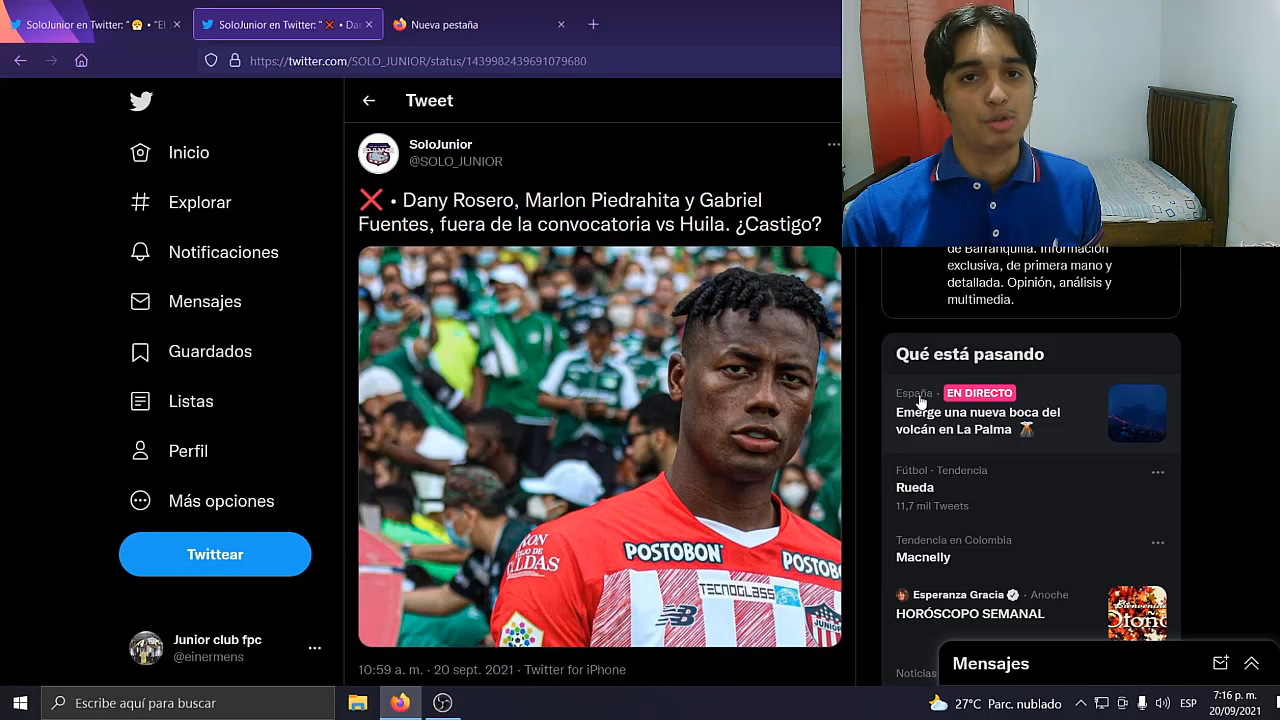 SoloJunior en Twitter: "😤 • "El
SoloJunior en Twitter: "❌ • Da
Nueva pestaña
https://twitter.com/SOLO_JUNIOR/status/1439982439691079680
Tweet
Inicio
Explorar
Notificaciones
Mensajes
Guardados
Listas
Perfil
Más opciones
Twittear
Junior club fpc
@einermens
SoloJunior
@SOLO_JUNIOR
❌ • Dany Rosero, Marlon Piedrahita y Gabriel
Fuentes, fuera de la convocatoria vs Huila. ¿Castigo?
POSTOBON
POSTOBON
TECNOGLASS
JUNIOR
10:59 a. m. · 20 sept. 2021 · Twitter for iPhone
de Barranquilla. Información
exclusiva, de primera mano y
detallada. Opinión, análisis y
multimedia.
Qué está pasando
España · EN DIRECTO
Emerge una nueva boca del
volcán en La Palma 🌋
Fútbol · Tendencia
Rueda
11,7 mil Tweets
Tendencia en Colombia
Macnelly
Esperanza Gracia · Anoche
HORÓSCOPO SEMANAL
Noticias
Mensajes
Escribe aquí para buscar
27°C Parc. nublado
ESP
7:16 p. m.
20/09/2021